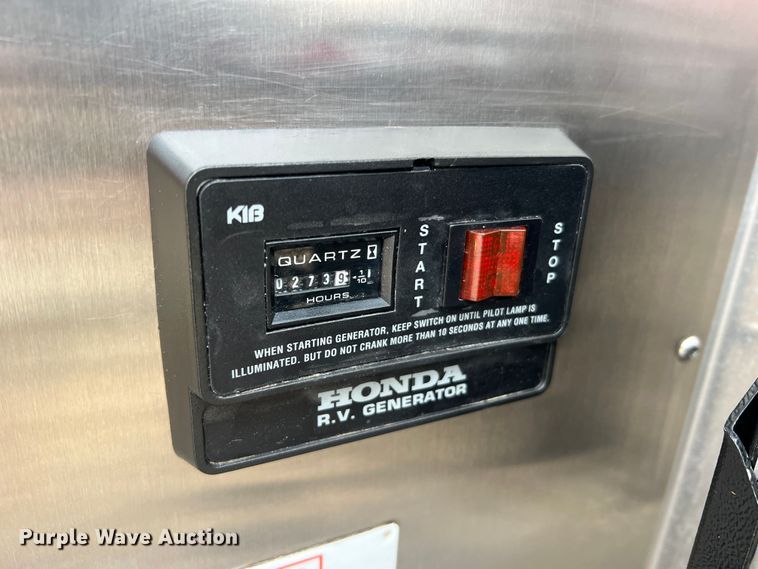 KIB
QUARTZ
02739 1/10
HOURS
START
STOP
WHEN STARTING GENERATOR, KEEP SWITCH ON UNTIL PILOT LAMP IS
ILLUMINATED. BUT DO NOT CRANK MORE THAN 10 SECONDS AT ANY ONE TIME.
HONDA
R.V. GENERATOR
Purple Wave Auction